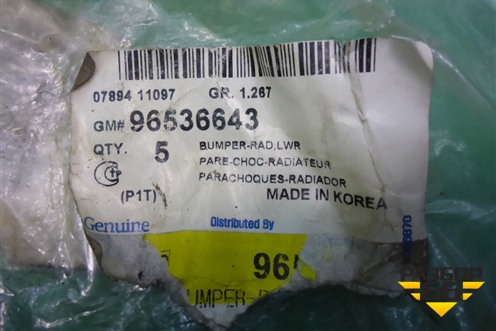 07894 11097 GR. 1.267
GM# 96536643
QTY. 5 BUMPER-RAD,LWR
PARE-CHOC-RADIATEUR
PARACHOQUES-RADIADOR
(P1T) MADE IN KOREA
Genuine Distributed By